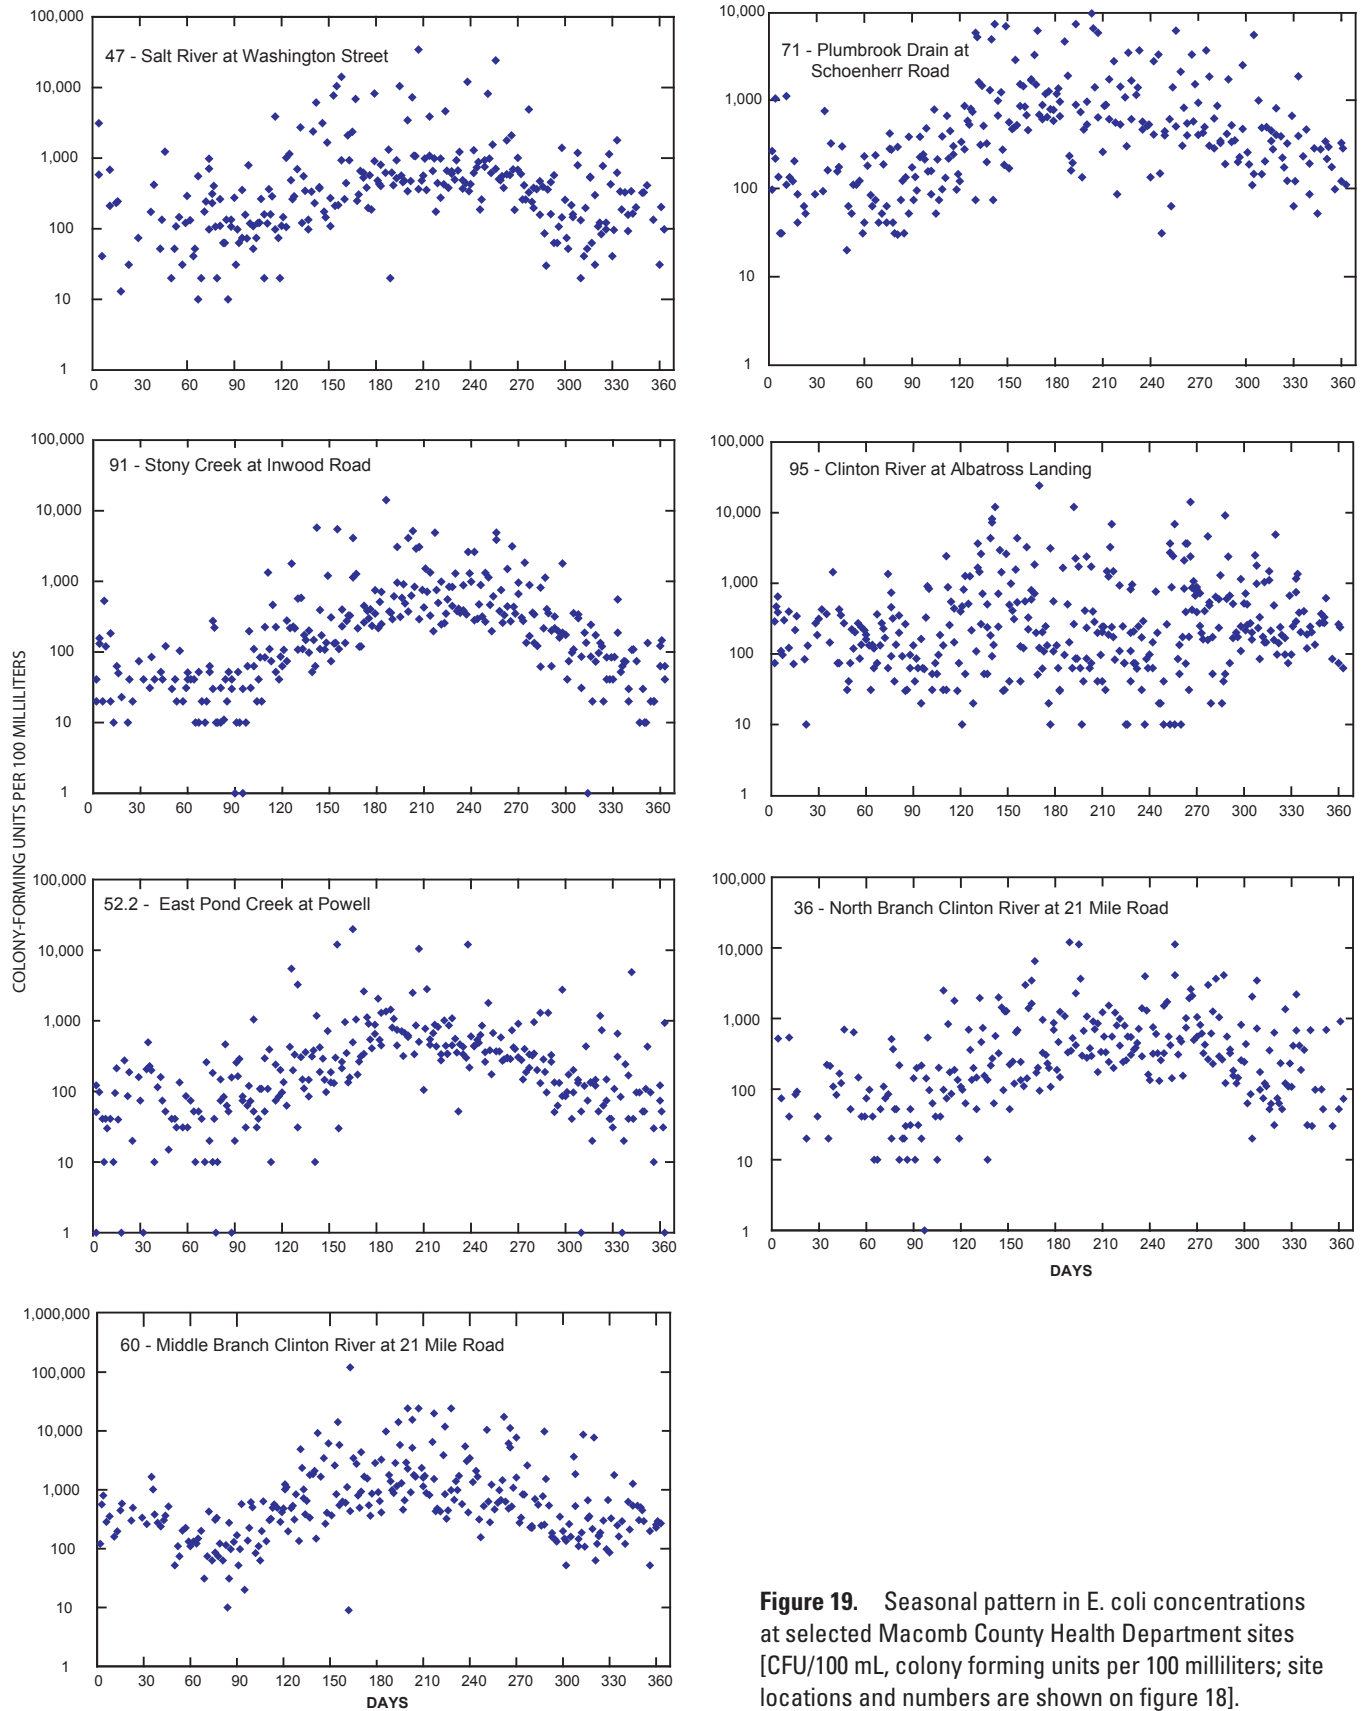 COLONY-FORMING UNITS PER 100 MILLILITERS
100,000
47 - Salt River at Washington Street
10,000
1,000
100
10
1
0 30 60 90 120 150 180 210 240 270 300 330 360
10,000
71 - Plumbrook Drain at
Schoenherr Road
1,000
100
10
1
0 30 60 90 120 150 180 210 240 270 300 330 360
100,000
91 - Stony Creek at Inwood Road
10,000
1,000
100
10
1
0 30 60 90 120 150 180 210 240 270 300 330 360
100,000
95 - Clinton River at Albatross Landing
10,000
1,000
100
10
1
0 30 60 90 120 150 180 210 240 270 300 330 360
100,000
52.2 - East Pond Creek at Powell
10,000
1,000
100
10
1
0 30 60 90 120 150 180 210 240 270 300 330 360
100,000
36 - North Branch Clinton River at 21 Mile Road
10,000
1,000
100
10
1
0 30 60 90 120 150 180 210 240 270 300 330 360
DAYS
1,000,000
60 - Middle Branch Clinton River at 21 Mile Road
100,000
10,000
1,000
100
10
1
0 30 60 90 120 150 180 210 240 270 300 330 360
DAYS
Figure 19. Seasonal pattern in E. coli concentrations
at selected Macomb County Health Department sites
[CFU/100 mL, colony forming units per 100 milliliters; site
locations and numbers are shown on figure 18].